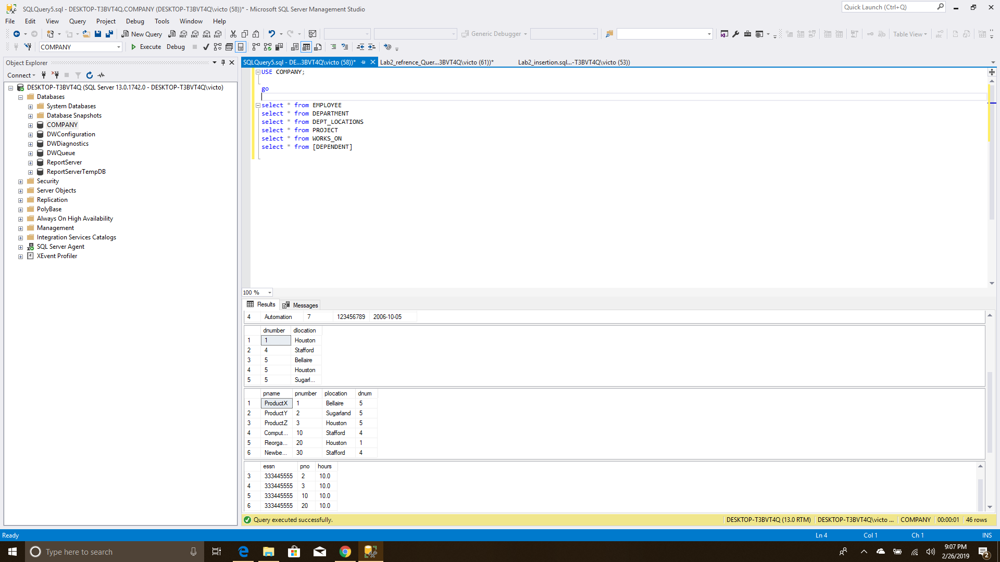 SQLQuery5.sql - DESKTOP-T3BVT4Q.COMPANY (DESKTOP-T3BVT4Q\victo (58))* - Microsoft SQL Server Management Studio
Quick Launch (Ctrl+Q)
File Edit View Query Project Debug Tools Window Help
New Query MDX DMX XMLA DAX Generic Debugger Table View
COMPANY Execute Debug
Object Explorer
SQLQuery5.sql - DE...3BVT4Q\victo (58))* Lab2_refrence_Quer...3BVT4Q\victo (61))* Lab2_insertion.sql...-T3BVT4Q\victo (53))
Connect
DESKTOP-T3BVT4Q (SQL Server 13.0.1742.0 - DESKTOP-T3BVT4Q\victo)
Databases
System Databases
Database Snapshots
COMPANY
DWConfiguration
DWDiagnostics
DWQueue
ReportServer
ReportServerTempDB
Security
Server Objects
Replication
PolyBase
Always On High Availability
Management
Integration Services Catalogs
SQL Server Agent
XEvent Profiler
USE COMPANY;
go
select * from EMPLOYEE
select * from DEPARTMENT
select * from DEPT_LOCATIONS
select * from PROJECT
select * from WORKS_ON
select * from [DEPENDENT]
100 %
Results Messages
4 Automation 7 123456789 2006-10-05
dnumber dlocation
1 1 Houston
2 4 Stafford
3 5 Bellaire
4 5 Houston
5 5 Sugarl...
pname pnumber plocation dnum
1 ProductX 1 Bellaire 5
2 ProductY 2 Sugarland 5
3 ProductZ 3 Houston 5
4 Comput... 10 Stafford 4
5 Reorga... 20 Houston 1
6 Newbe... 30 Stafford 4
essn pno hours
3 333445555 2 10.0
4 333445555 3 10.0
5 333445555 10 10.0
6 333445555 20 10.0
Query executed successfully. DESKTOP-T3BVT4Q (13.0 RTM) DESKTOP-T3BVT4Q\victo ... COMPANY 00:00:01 46 rows
Ready Ln 4 Col 1 Ch 1 INS
Type here to search
9:07 PM
2/26/2019
2